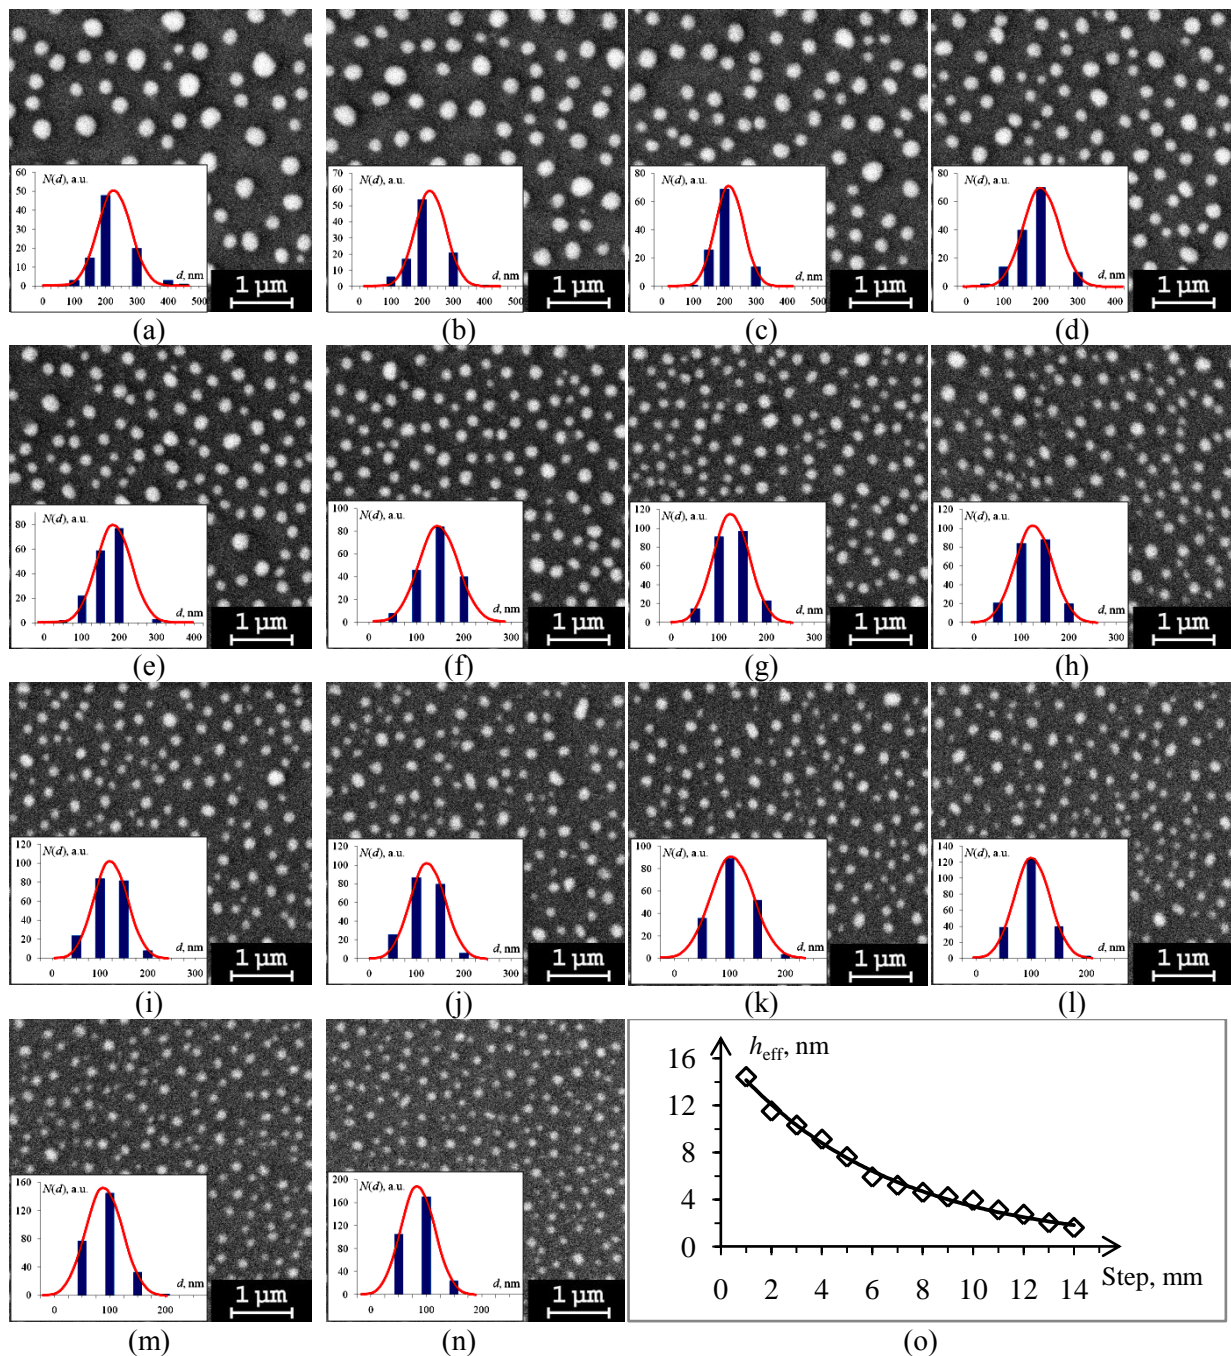 N(d), a.u.
60
50
40
30
20
10
0
d, nm
0 100 200 300 400 500
1 µm
(a)
N(d), a.u.
70
60
50
40
30
20
10
0
d, nm
0 100 200 300 400 500
1 µm
(b)
N(d), a.u.
80
60
40
20
0
d, nm
0 100 200 300 400 500
1 µm
(c)
N(d), a.u.
80
60
40
20
0
d, nm
0 100 200 300 400
1 µm
(d)
N(d), a.u.
80
60
40
20
0
d, nm
0 100 200 300 400
1 µm
(e)
N(d), a.u.
100
80
60
40
20
0
d, nm
0 100 200 300
1 µm
(f)
N(d), a.u.
120
100
80
60
40
20
0
d, nm
0 100 200 300
1 µm
(g)
N(d), a.u.
120
100
80
60
40
20
0
d, nm
0 100 200 300
1 µm
(h)
N(d), a.u.
120
100
80
60
40
20
0
d, nm
0 100 200 300
1 µm
(i)
N(d), a.u.
120
100
80
60
40
20
0
d, nm
0 100 200 300
1 µm
(j)
N(d), a.u.
100
80
60
40
20
0
d, nm
0 100 200
1 µm
(k)
N(d), a.u.
140
120
100
80
60
40
20
0
d, nm
0 100 200
1 µm
(l)
N(d), a.u.
160
120
80
40
0
d, nm
0 100 200
1 µm
(m)
N(d), a.u.
200
160
120
80
40
0
d, nm
0 100 200
1 µm
(n)
h eff, nm
16
12
8
4
0
0 2 4 6 8 10 12 14
Step, mm
(o)